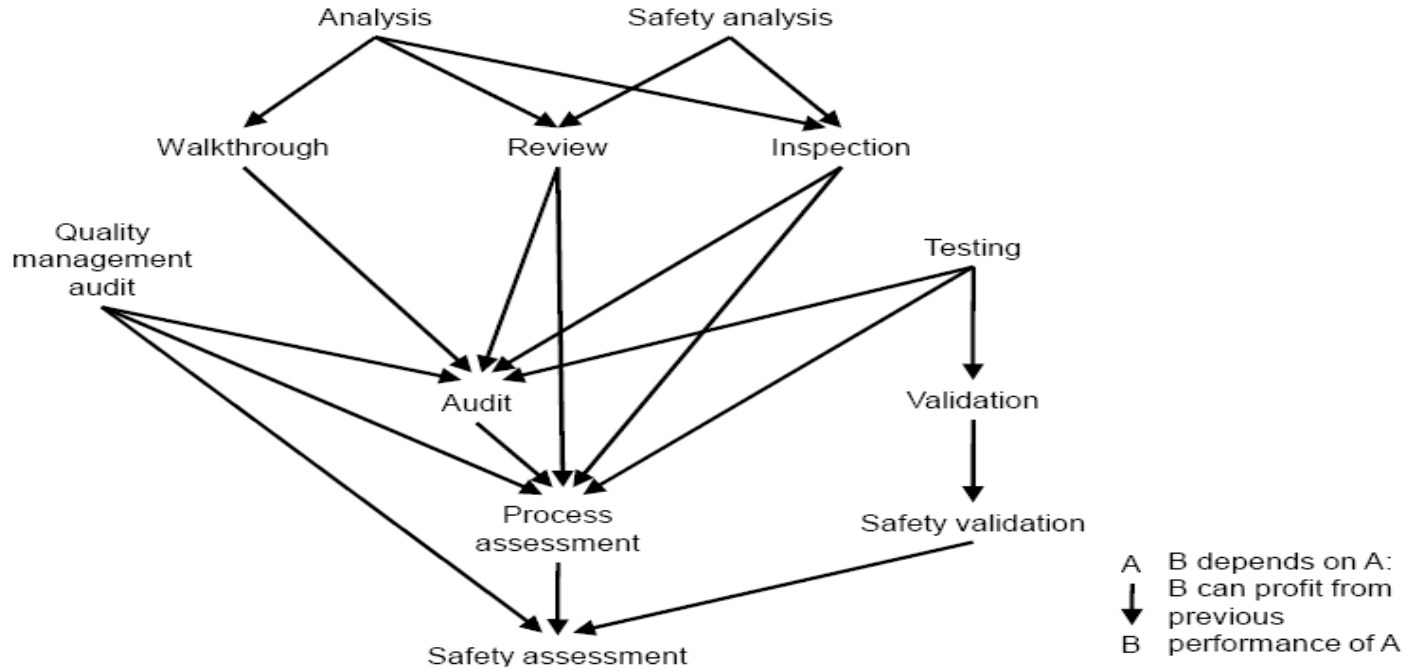 Analysis
Safety analysis
Walkthrough
Review
Inspection
Quality
management
audit
Testing
Audit
Validation
Process
assessment
Safety validation
Safety assessment
A
B depends on A:
B can profit from
previous
B
performance of A